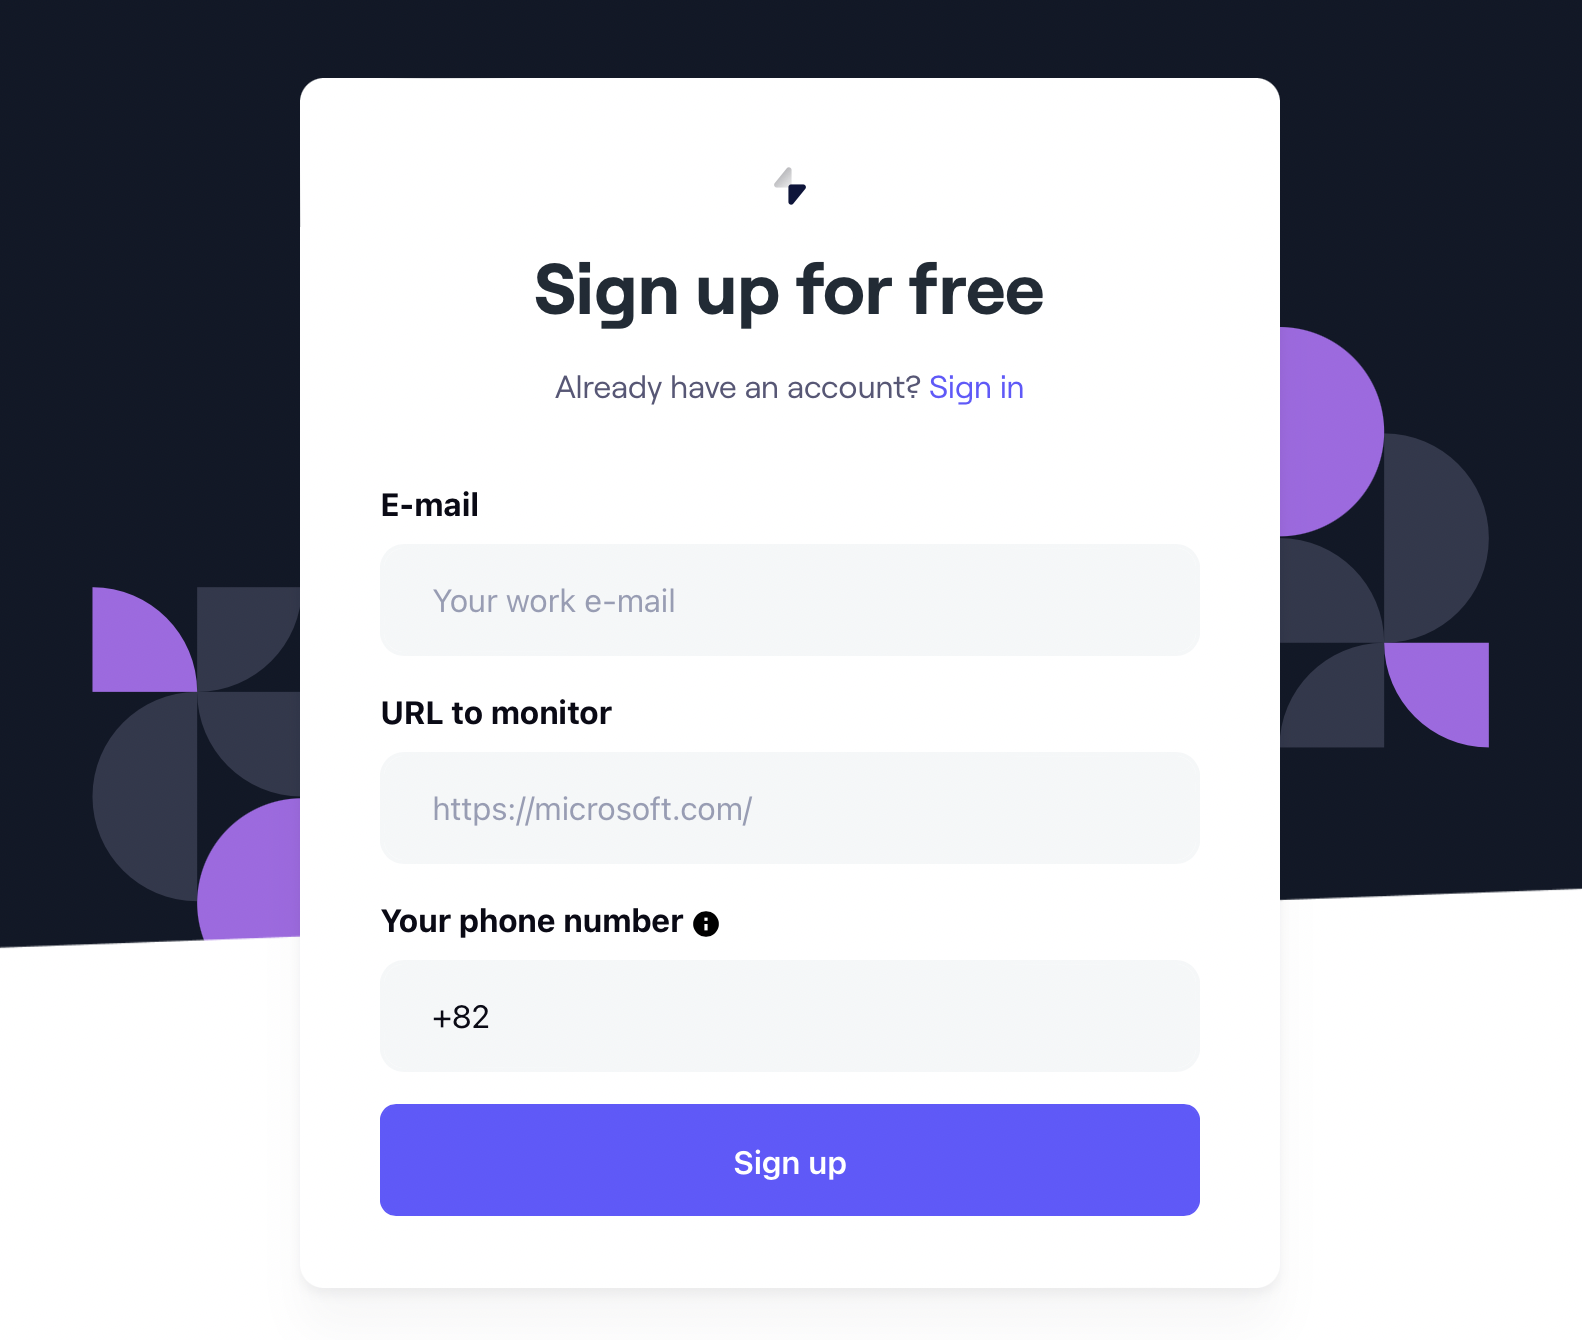 Sign up for free
Already have an account? Sign in
E-mail
Your work e-mail
URL to monitor
https://microsoft.com/
Your phone number
+82
Sign up